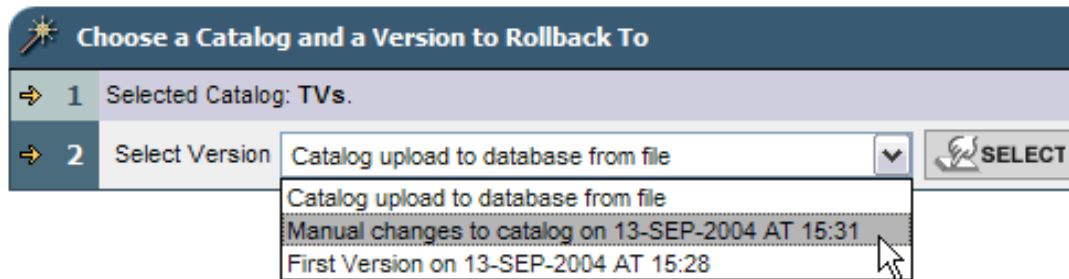 Choose a Catalog and a Version to Rollback To
1 Selected Catalog: TVs.
2 Select Version Catalog upload to database from file SELECT
Catalog upload to database from file
Manual changes to catalog on 13-SEP-2004 AT 15:31
First Version on 13-SEP-2004 AT 15:28